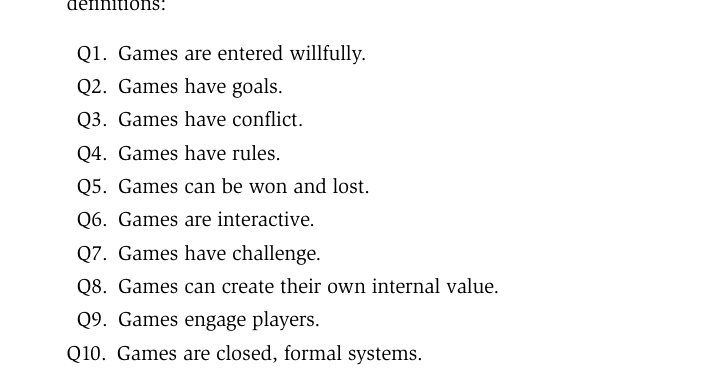 definitions:
Q1. Games are entered willfully.
Q2. Games have goals.
Q3. Games have conflict.
Q4. Games have rules.
Q5. Games can be won and lost.
Q6. Games are interactive.
Q7. Games have challenge.
Q8. Games can create their own internal value.
Q9. Games engage players.
Q10. Games are closed, formal systems.